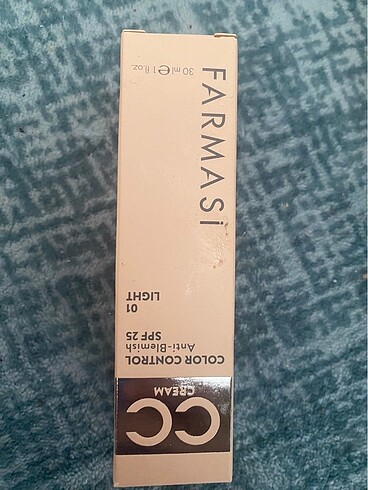 CC
CREAM
COLOR CONTROL
Anti-Blemish
SPF 25
01
LIGHT
FARMASi
30 ml e 1 fl.oz.